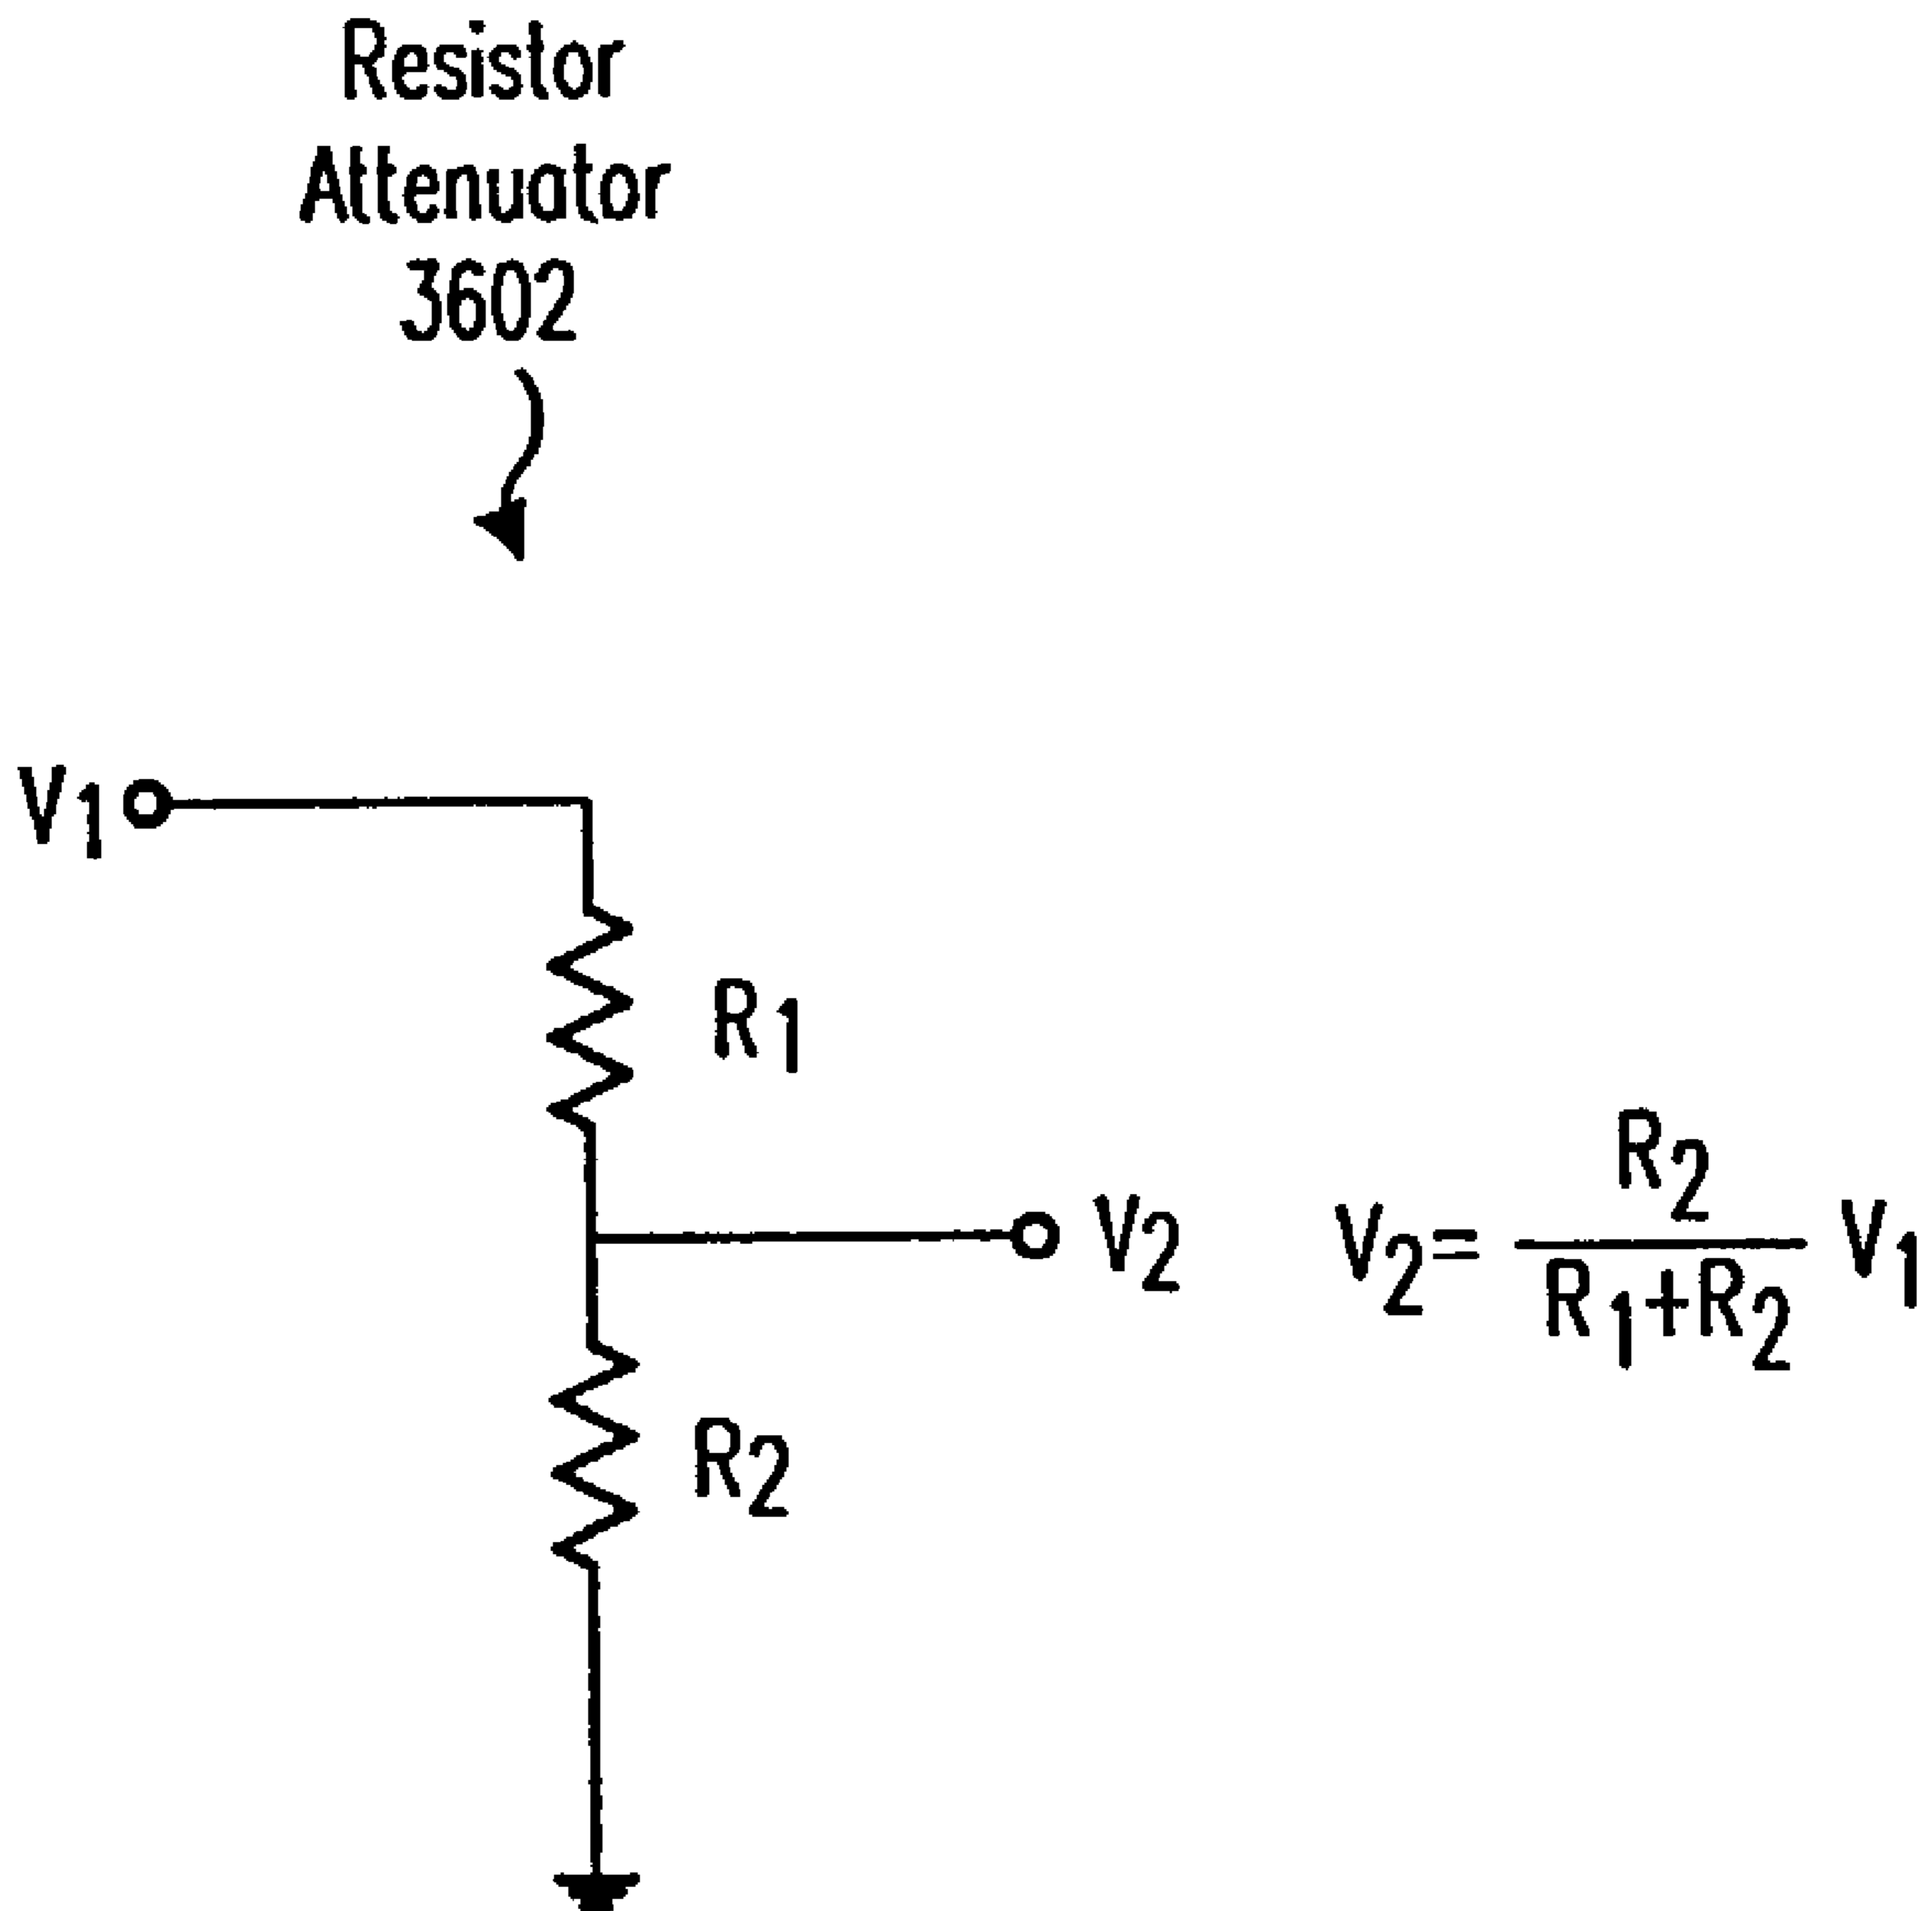 Resistor
Attenuator
3602
V1
R1
V2
V2= R2 / R1+R2 V1
R2